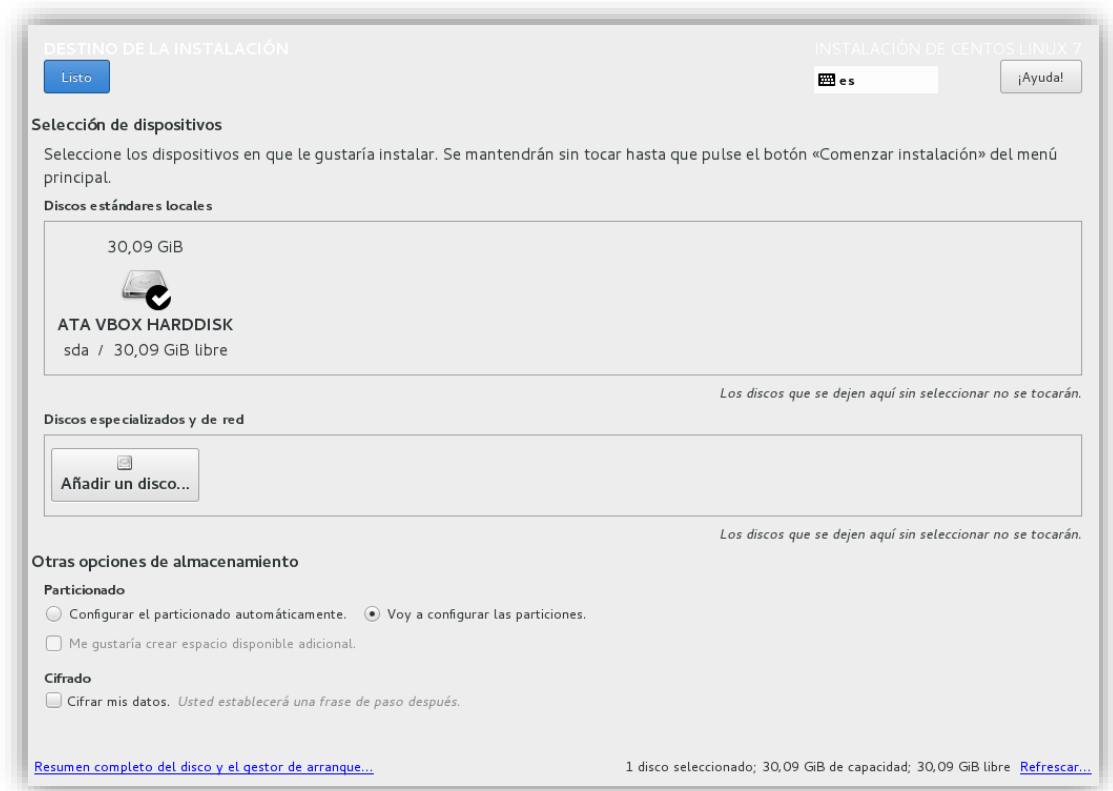 DESTINO DE LA INSTALACIÓN
INSTALACIÓN DE CENTOS LINUX 7
Listo
es
¡Ayuda!
Selección de dispositivos
Seleccione los dispositivos en que le gustaría instalar. Se mantendrán sin tocar hasta que pulse el botón «Comenzar instalación» del menú
principal.
Discos estándares locales
30,09 GiB
ATA VBOX HARDDISK
sda / 30,09 GiB libre
Los discos que se dejen aquí sin seleccionar no se tocarán.
Discos especializados y de red
Añadir un disco...
Los discos que se dejen aquí sin seleccionar no se tocarán.
Otras opciones de almacenamiento
Particionado
Configurar el particionado automáticamente. Voy a configurar las particiones.
Me gustaría crear espacio disponible adicional.
Cifrado
Cifrar mis datos. Usted establecerá una frase de paso después.
Resumen completo del disco y el gestor de arranque...
1 disco seleccionado; 30,09 GiB de capacidad; 30,09 GiB libre Refrescar...